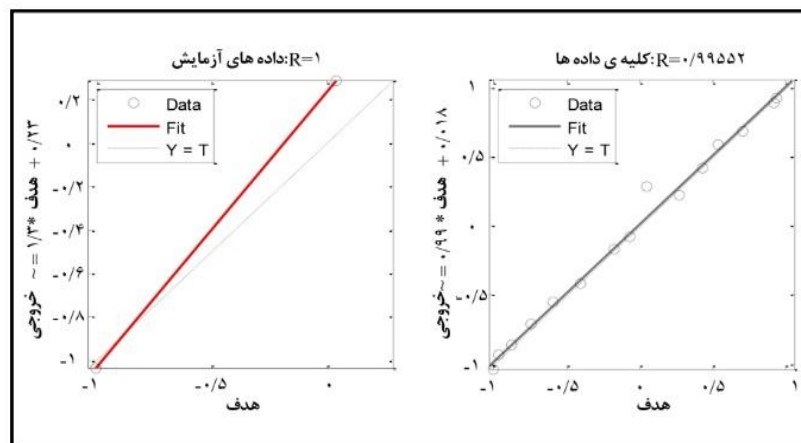 داده های آزمایش:R=۱
Data
Fit
Y = T
۰/۲
۰
-۰/۲
-۰/۴
-۰/۶
-۰/۸
-۱
خروجی ~= ۱/۳* هدف + ۰/۲۳
-۱
-۰/۵
۰
هدف
کلیه ی داده ها:R=۰/۹۹۵۵۲
Data
Fit
Y = T
۱
۰/۵
۰
۰/۵
-۱
خروجی~= ۰/۹۹ * هدف + ۰/۰۱۸
-۱
-۰/۵
۰
۰/۵
۱
هدف